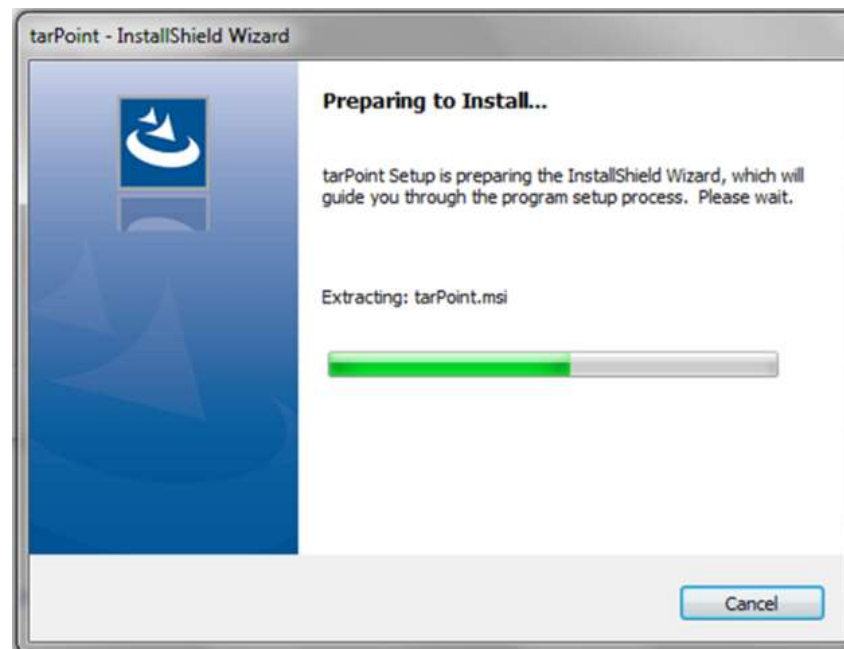 tarPoint - InstallShield Wizard
Preparing to Install...
tarPoint Setup is preparing the InstallShield Wizard, which will
guide you through the program setup process. Please wait.
Extracting: tarPoint.msi
Cancel